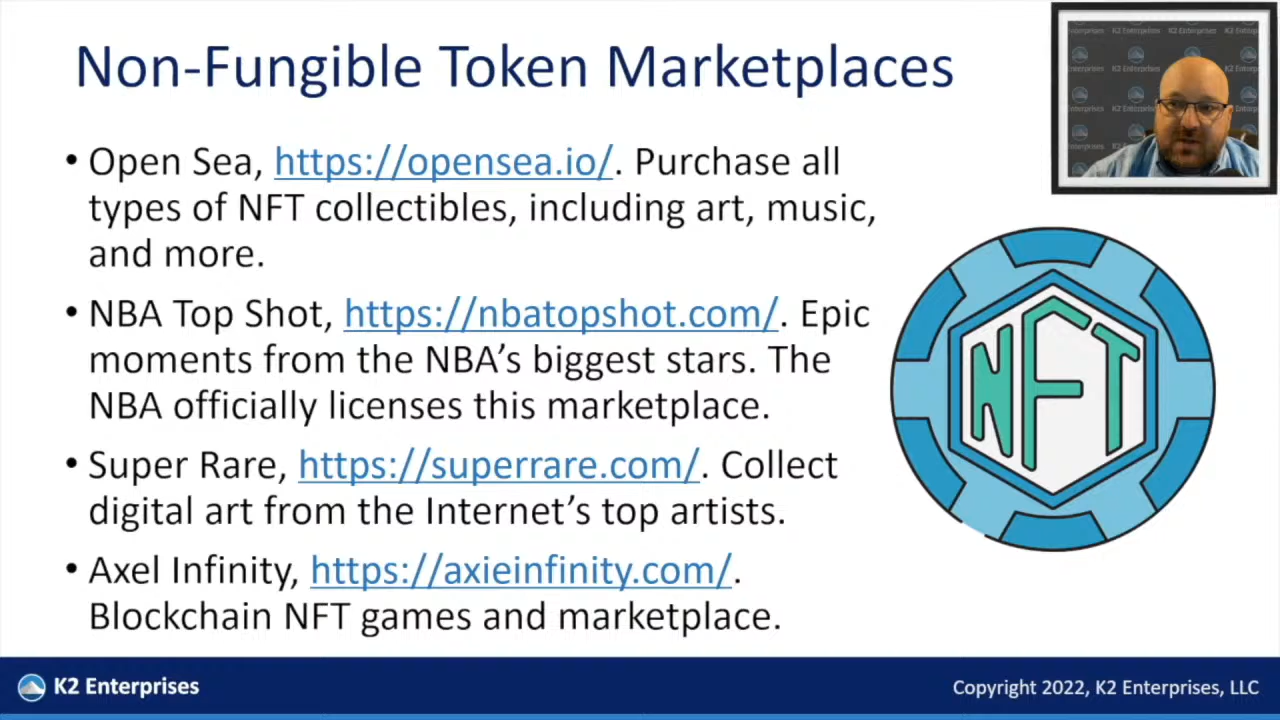 Non-Fungible Token Marketplaces
• Open Sea, https://opensea.io/. Purchase all
types of NFT collectibles, including art, music,
and more.
• NBA Top Shot, https://nbatopshot.com/. Epic
moments from the NBA’s biggest stars. The
NBA officially licenses this marketplace.
• Super Rare, https://superrare.com/. Collect
digital art from the Internet’s top artists.
• Axel Infinity, https://axieinfinity.com/.
Blockchain NFT games and marketplace.
NFT
K2 Enterprises
Copyright 2022, K2 Enterprises, LLC